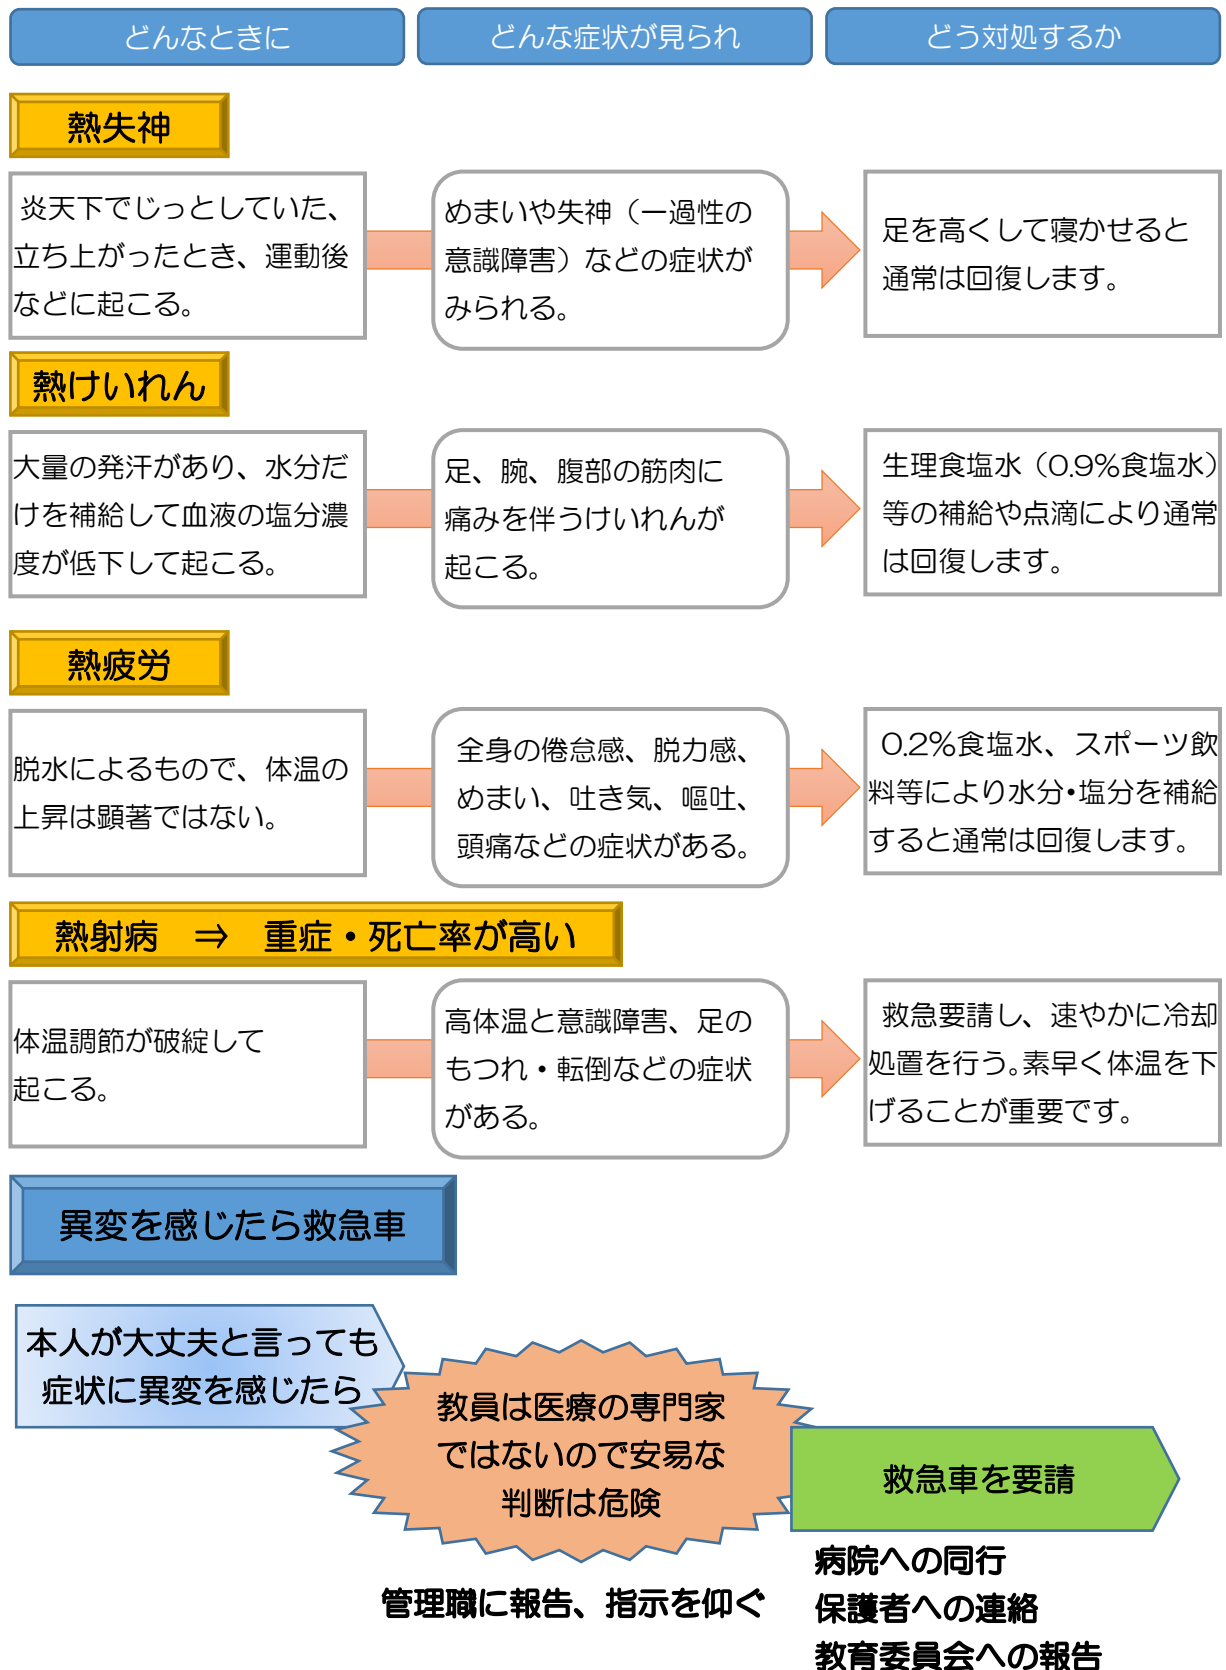 どんなときに
どんな症状が見られ
どう対処するか
熱失神
炎天下でじっとしていた、
立ち上がったとき、運動後
などに起こる。
めまいや失神（一過性の
意識障害）などの症状が
みられる。
足を高くして寝かせると
通常は回復します。
熱けいれん
大量の発汗があり、水分だ
けを補給して血液の塩分濃
度が低下して起こる。
足、腕、腹部の筋肉に
痛みを伴うけいれんが
起こる。
生理食塩水（0.9%食塩水）
等の補給や点滴により通常
は回復します。
熱疲労
脱水によるもので、体温の
上昇は顕著ではない。
全身の倦怠感、脱力感、
めまい、吐き気、嘔吐、
頭痛などの症状がある。
0.2%食塩水、スポーツ飲
料等により水分・塩分を補給
すると通常は回復します。
熱射病　⇒　重症・死亡率が高い
体温調節が破綻して
起こる。
高体温と意識障害、足の
もつれ・転倒などの症状
がある。
救急要請し、速やかに冷却
処置を行う。素早く体温を下
げることが重要です。
異変を感じたら救急車
本人が大丈夫と言っても
症状に異変を感じたら
教員は医療の専門家
ではないので安易な
判断は危険
救急車を要請
管理職に報告、指示を仰ぐ
病院への同行
保護者への連絡
教育委員会への報告